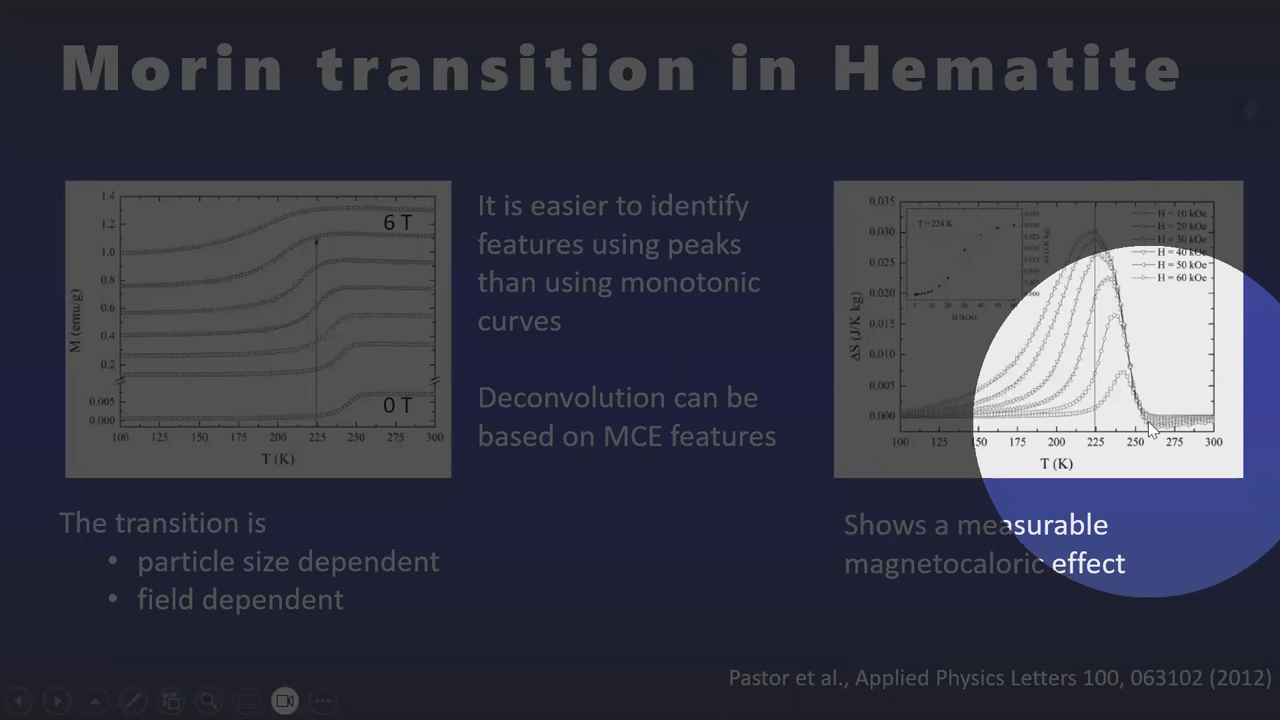 Morin transition in Hematite
1.4
1.2
1.0
0.8
0.6
0.4
0.2
0.005
0.000
M (emu/g)
6 T
0 T
100 125 150 175 200 225 250 275 300
T (K)
It is easier to identify
features using peaks
than using monotonic
curves
Deconvolution can be
based on MCE features
0.035
0.030
0.025
0.020
0.015
0.010
0.005
0.000
ΔS (J/K kg)
T = 224 K
H (kOe)
H = 10 kOe
H = 20 kOe
H = 30 kOe
H = 40 kOe
H = 50 kOe
H = 60 kOe
100 125 150 175 200 225 250 275 300
T (K)
The transition is
• particle size dependent
• field dependent
Shows a measurable
magnetocaloric effect
Pastor et al., Applied Physics Letters 100, 063102 (2012)